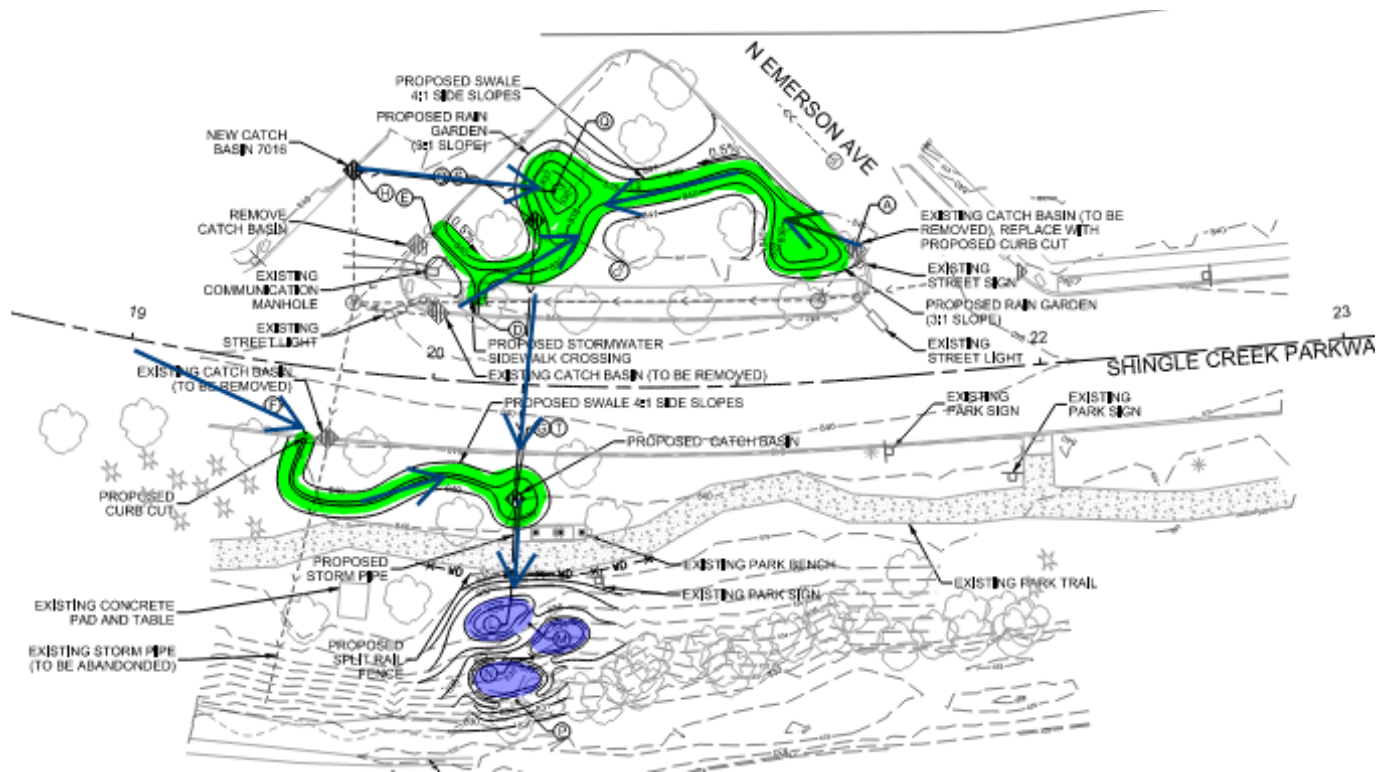 N EMERSON AVE
PROPOSED SWALE
4:1 SIDE SLOPES
PROPOSED RAIN
GARDEN
(3:1 SLOPE)
Q
NEW CATCH
BASIN 7016
0.5%
H
E
A
REMOVE
CATCH BASIN
0.5%
EXISTING CATCH BASIN (TO BE
REMOVED), REPLACE WITH
PROPOSED CURB CUT
EXISTING
COMMUNICATION
MANHOLE
EXISTING
STREET SIGN
PROPOSED RAIN GARDEN
(3:1 SLOPE)
19
EXISTING
STREET LIGHT
20
D
PROPOSED STORMWATER
SIDEWALK CROSSING
EXISTING
STREET LIGHT
22
23
SHINGLE CREEK PARKWA
EXISTING CATCH BASIN
(TO BE REMOVED)
EXISTING CATCH BASIN (TO BE REMOVED)
F
PROPOSED SWALE 4:1 SIDE SLOPES
EXISTING
PARK SIGN
EXISTING
PARK SIGN
G
T
PROPOSED CATCH BASIN
PROPOSED
CURB CUT
PROPOSED
STORM PIPE
WD
WD
EXISTING PARK BENCH
EXISTING PARK TRAIL
EXISTING PARK SIGN
EXISTING CONCRETE
PAD AND TABLE
L
M
PROPOSED
SPLIT RAIL
FENCE
EXISTING STORM PIPE
(TO BE ABANDONDED)
N
P